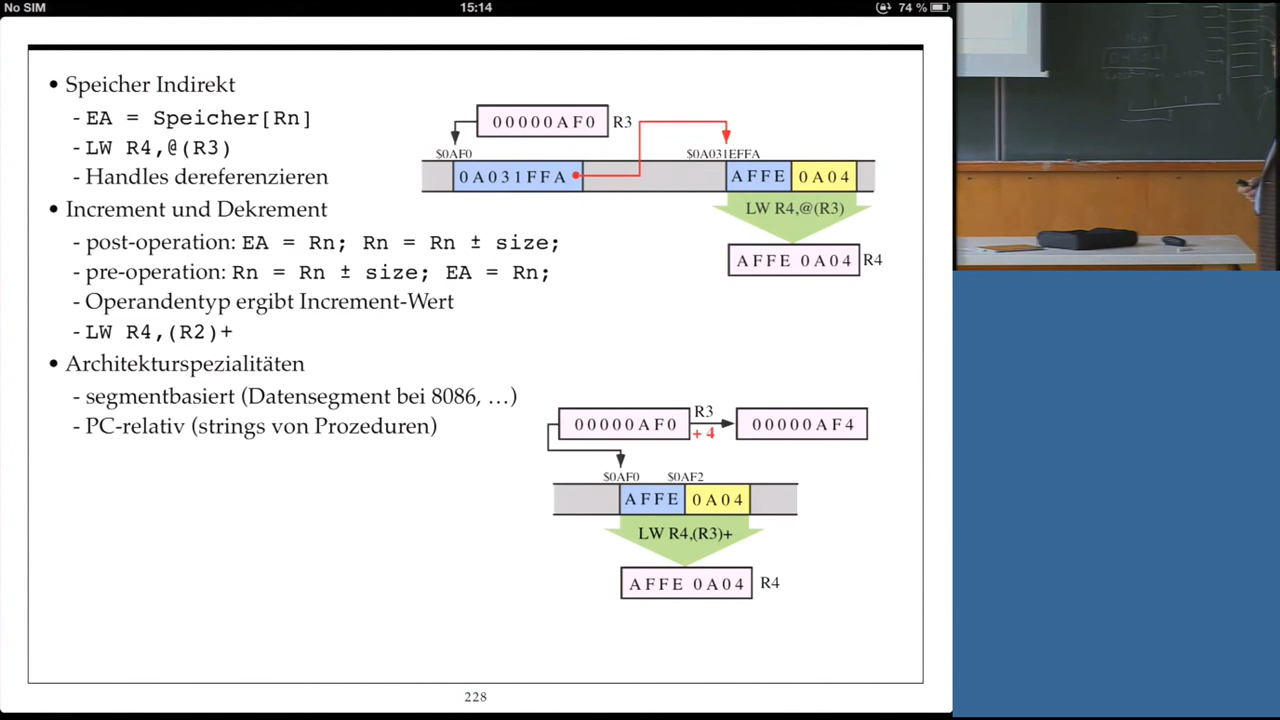 No SIM
15:14
74 %
• Speicher Indirekt
- EA = Speicher[Rn]
- LW R4,@(R3)
- Handles dereferenzieren
• Increment und Dekrement
- post-operation: EA = Rn; Rn = Rn ± size;
- pre-operation: Rn = Rn ± size; EA = Rn;
- Operandentyp ergibt Increment-Wert
- LW R4,(R2)+
• Architekturspezialitäten
- segmentbasiert (Datensegment bei 8086, …)
- PC-relativ (strings von Prozeduren)
00000AF0 R3
$0AF0 $0A031EFFA
0A031FFA AFFE 0A04
LW R4,@(R3)
AFFE 0A04 R4
00000AF0 R3 + 4 00000AF4
$0AF0 $0AF2
AFFE 0A04
LW R4,(R3)+
AFFE 0A04 R4
228